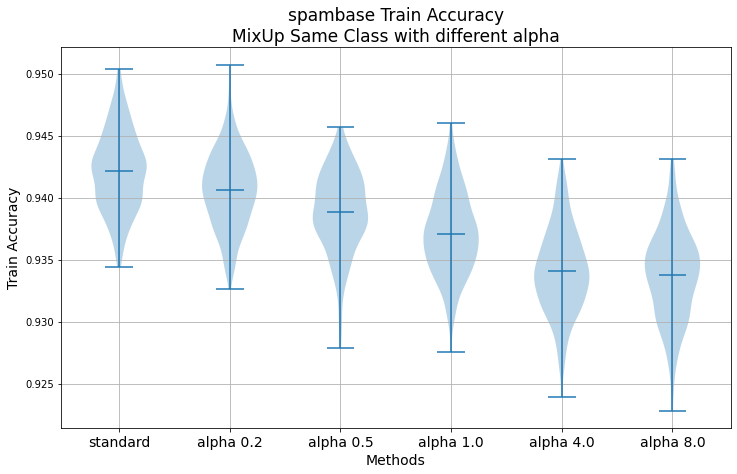 spambase Train Accuracy
MixUp Same Class with different alpha
Train Accuracy
0.950
0.945
0.940
0.935
0.930
0.925
standard alpha 0.2 alpha 0.5 alpha 1.0 alpha 4.0 alpha 8.0
Methods